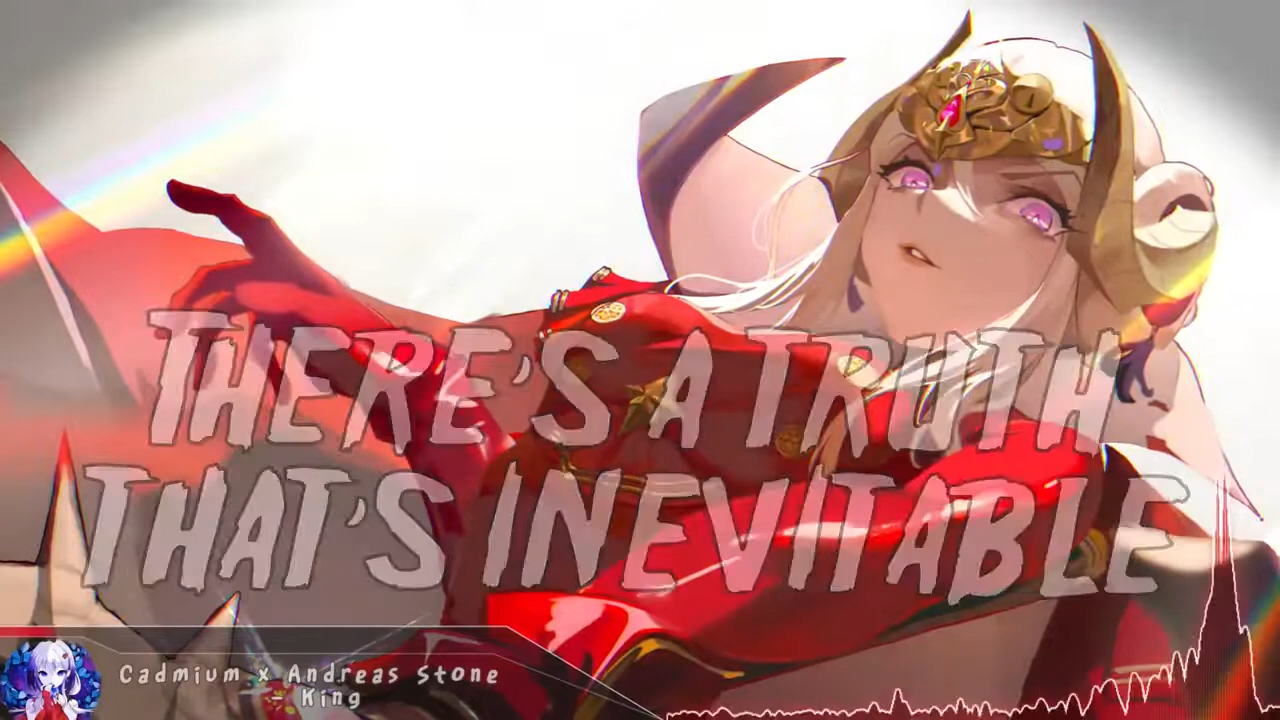 THERE'S A TRUTH
THAT'S INEVITABLE
Cadmium x Andreas Stone
- King